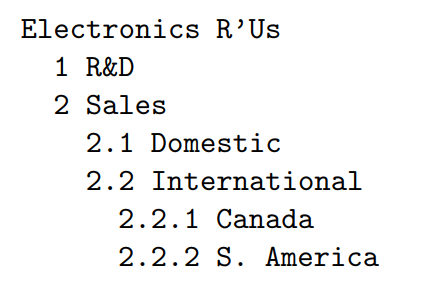 Electronics R’Us
1 R&D
2 Sales
2.1 Domestic
2.2 International
2.2.1 Canada
2.2.2 S. America